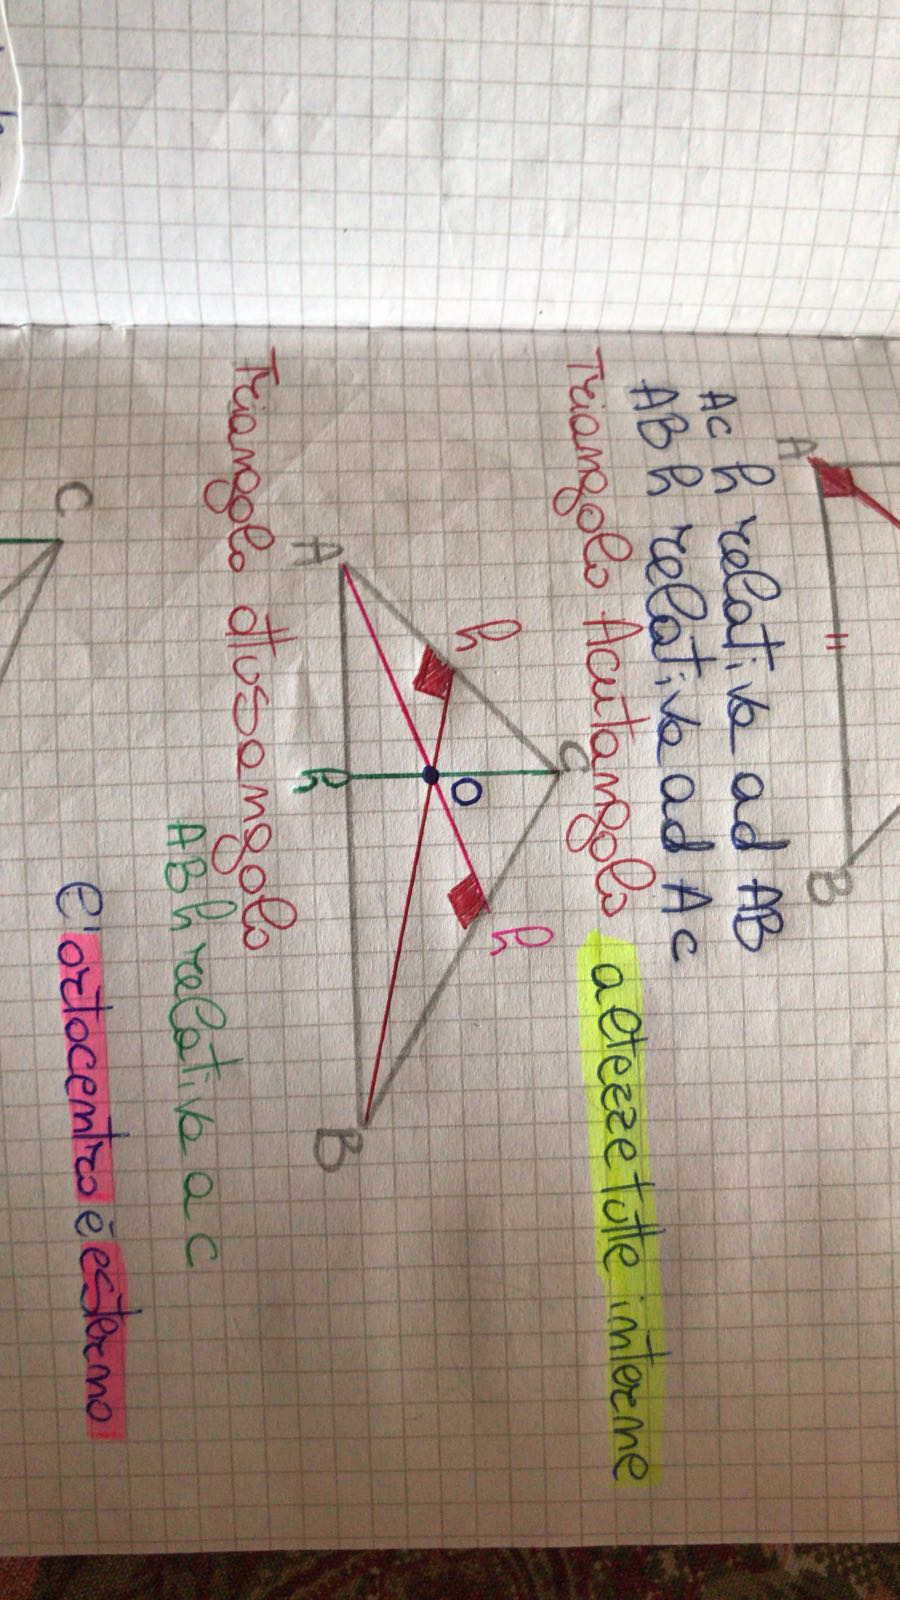 A
B
Ac h relativa ad AB
AB h relativa ad Ac
Triangolo Acutangolo altezze tutte interne
C
h
h
O
A
h
B
Triangolo ottusangolo
AB h relativa a c
E' ortocentro è esterno
C